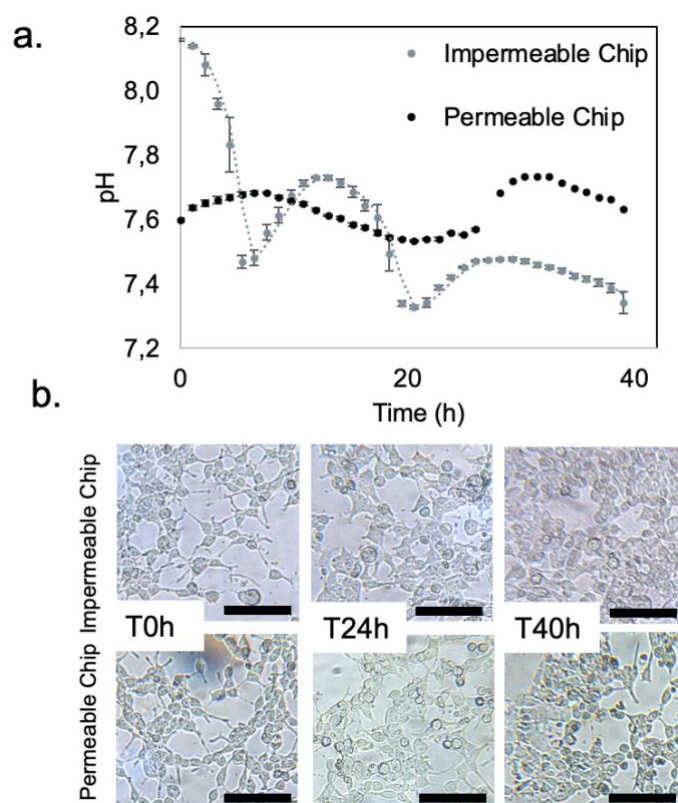 a.
8,2
8,0
7,8
7,6
7,4
7,2
pH
Impermeable Chip
Permeable Chip
0
20
40
Time (h)
b.
Impermeable Chip
Permeable Chip
T0h
T24h
T40h